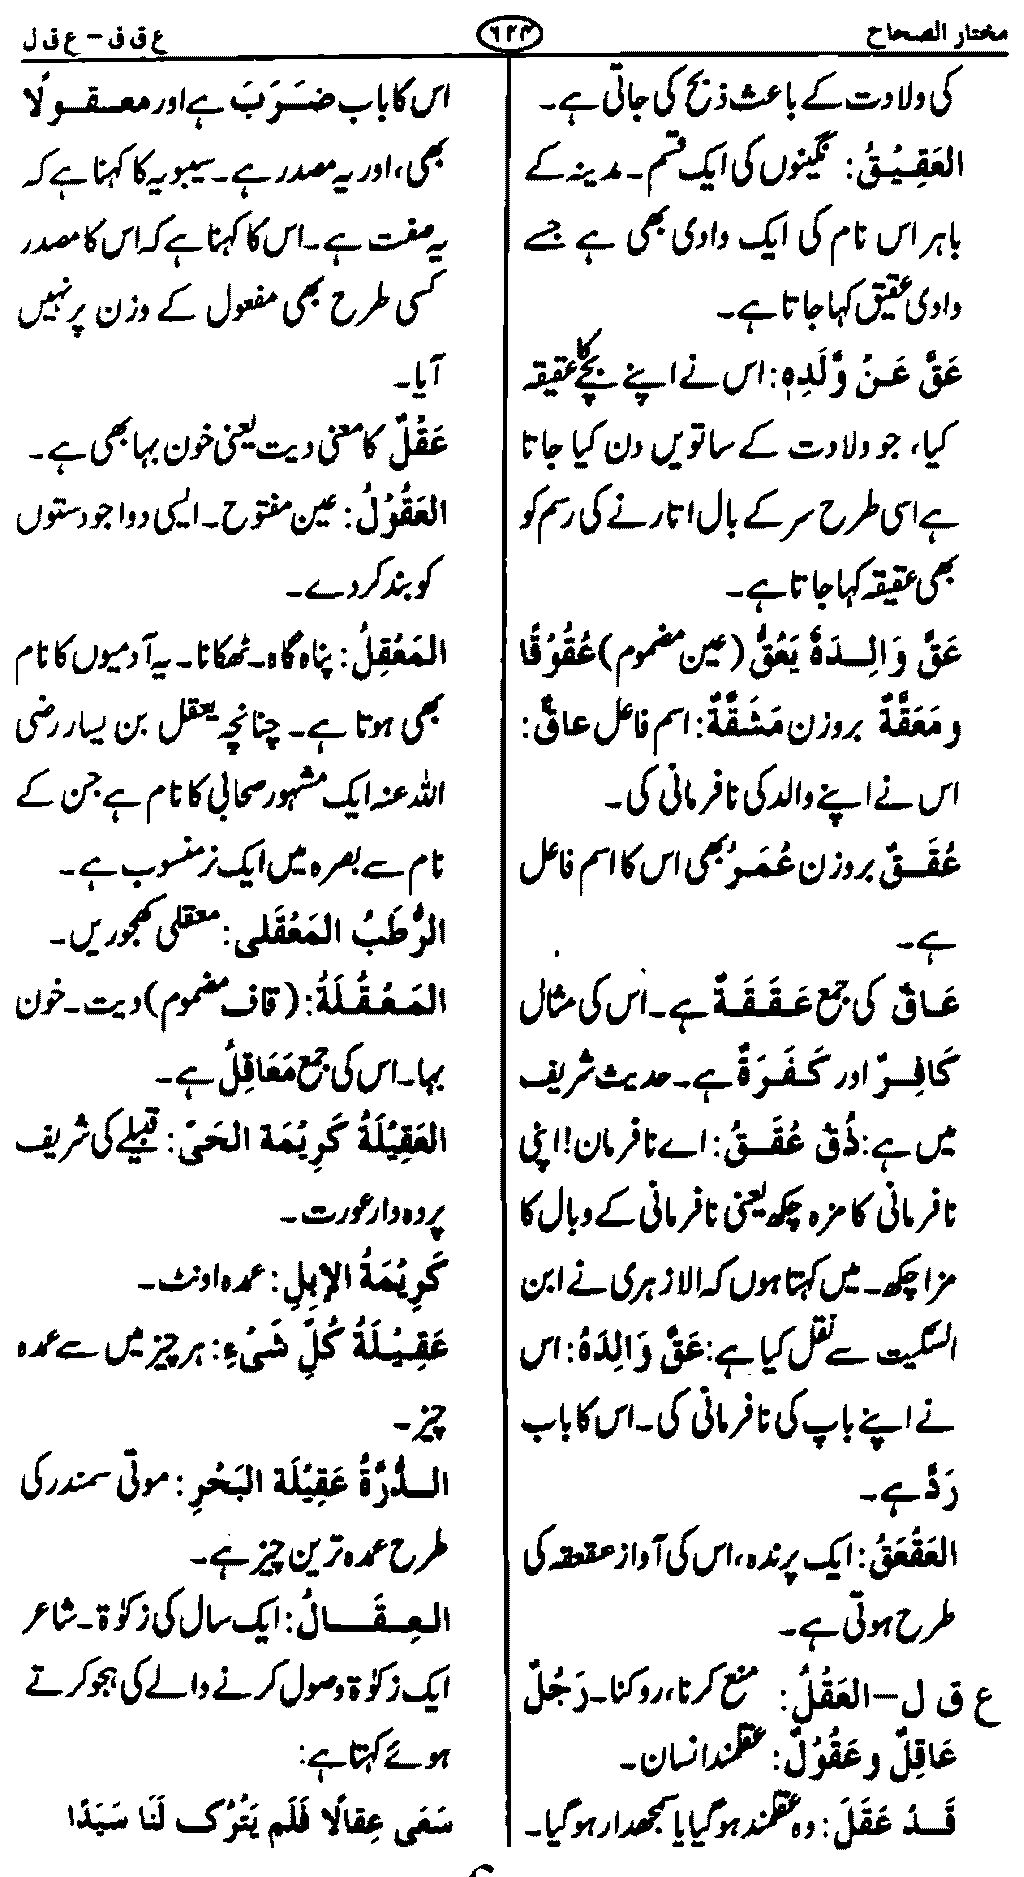 مختار الصحاح
۶۲۴
ع ق ق – ع ق ل
کی ولادت کے باعث ذبح کی جاتی ہے۔
العَقِیْقُ: نگینوں کی ایک قسم۔ مدینہ کے
باہر اس نام کی ایک وادی بھی ہے جسے
وادی عقیق کہا جاتا ہے۔
عَقَّ عَنْ وَّلَدِہٖ: اس نے اپنے بچے کا عقیقہ
کیا، جو ولادت کے ساتویں دن کیا جاتا
ہے اسی طرح سر کے بال اتارنے کی رسم کو
بھی عقیقہ کہا جاتا ہے۔
عَقَّ وَالِدَہٗ یَعُقُّ (عین مضموم) عُقُوْقًا
و مَعَقَّةً بروزن مَشَقَّةٌ: اسم فاعل عاقٌّ:
اس نے اپنے والد کی نافرمانی کی۔
عُقَقٌ بروزن عُمَرُ بھی اس کا اسم فاعل
ہے۔
عَاقٌ کی جمع عَقَقَةٌ ہے۔ اس کی مثال
کَافِرٌ اور کَفَرَةٌ ہے۔ حدیث شریف
میں ہے: ذُقْ عُقَقُ: اے نافرمان! اپنی
نافرمانی کا مزہ چکھ یعنی نافرمانی کے وبال کا
مزا چکھ۔ میں کہتا ہوں کہ الازہری نے ابن
السکیت سے نقل کیا ہے: عَقَّ وَالِدَہُ: اس
نے اپنے باپ کی نافرمانی کی۔ اس کا باب
رَدَّ ہے۔
العَقْعَقُ: ایک پرندہ، اس کی آواز عقعقہ کی
طرح ہوتی ہے۔
ع ق ل – العَقْلُ: منع کرنا، روکنا۔ رَجُلٌ
عَاقِلٌ و عَقُوْلٌ: عقلمند انسان۔
قَدْ عَقَلَ: وہ عقلمند ہو گیا یا سمجھدار ہو گیا۔
اس کا باب ضَرَبَ ہے اور معقولًا
بھی، اور یہ مصدر ہے۔ سیبویہ کا کہنا ہے کہ
یہ صفت ہے۔ اس کا کہنا ہے کہ اس کا مصدر
کسی طرح بھی مفعول کے وزن پر نہیں
آیا۔
عَقْلٌ کا معنی دیت یعنی خون بہا بھی ہے۔
العَقُوْلُ: عین مفتوح۔ ایسی دوا جو دستوں
کو بند کر دے۔
المَعْقِلُ: پناہ گاہ۔ ٹھکانا۔ یہ آدمیوں کا نام
بھی ہوتا ہے۔ چنانچہ یعقل بن یسار رضی
اللہ عنہ ایک مشہور صحابی کا نام ہے جن کے
نام سے بصرہ میں ایک نر منسوب ہے۔
الرُّطَبُ المَعْقَلی: معقلی کھجوریں۔
المَعْقُلَةُ: (قاف مضموم) دیت۔ خون
بہا۔ اس کی جمع مَعَاقِلُ ہے۔
العَقِیْلَةُ کَرِیْمَة الحَیّ: قبیلے کی شریف
پردہ دار عورت۔
کَرِیْمَةُ الإبِلِ: عمدہ اونٹ۔
عَقِیْلَةُ کُلِّ شَیْءٍ: ہر چیز میں سے عمدہ
چیز۔
الدُّرَّةُ عَقِیْلَة البَحْرِ: موتی سمندر کی
طرح عمدہ ترین چیز ہے۔
العِقَالُ: ایک سال کی زکوٰۃ۔ شاعر
ایک زکوٰۃ وصول کرنے والے کی ہجو کرتے
ہوئے کہتا ہے:
سَعَی عِقالًا فَلَم یَتْرُک لَنَا سَبَدًا